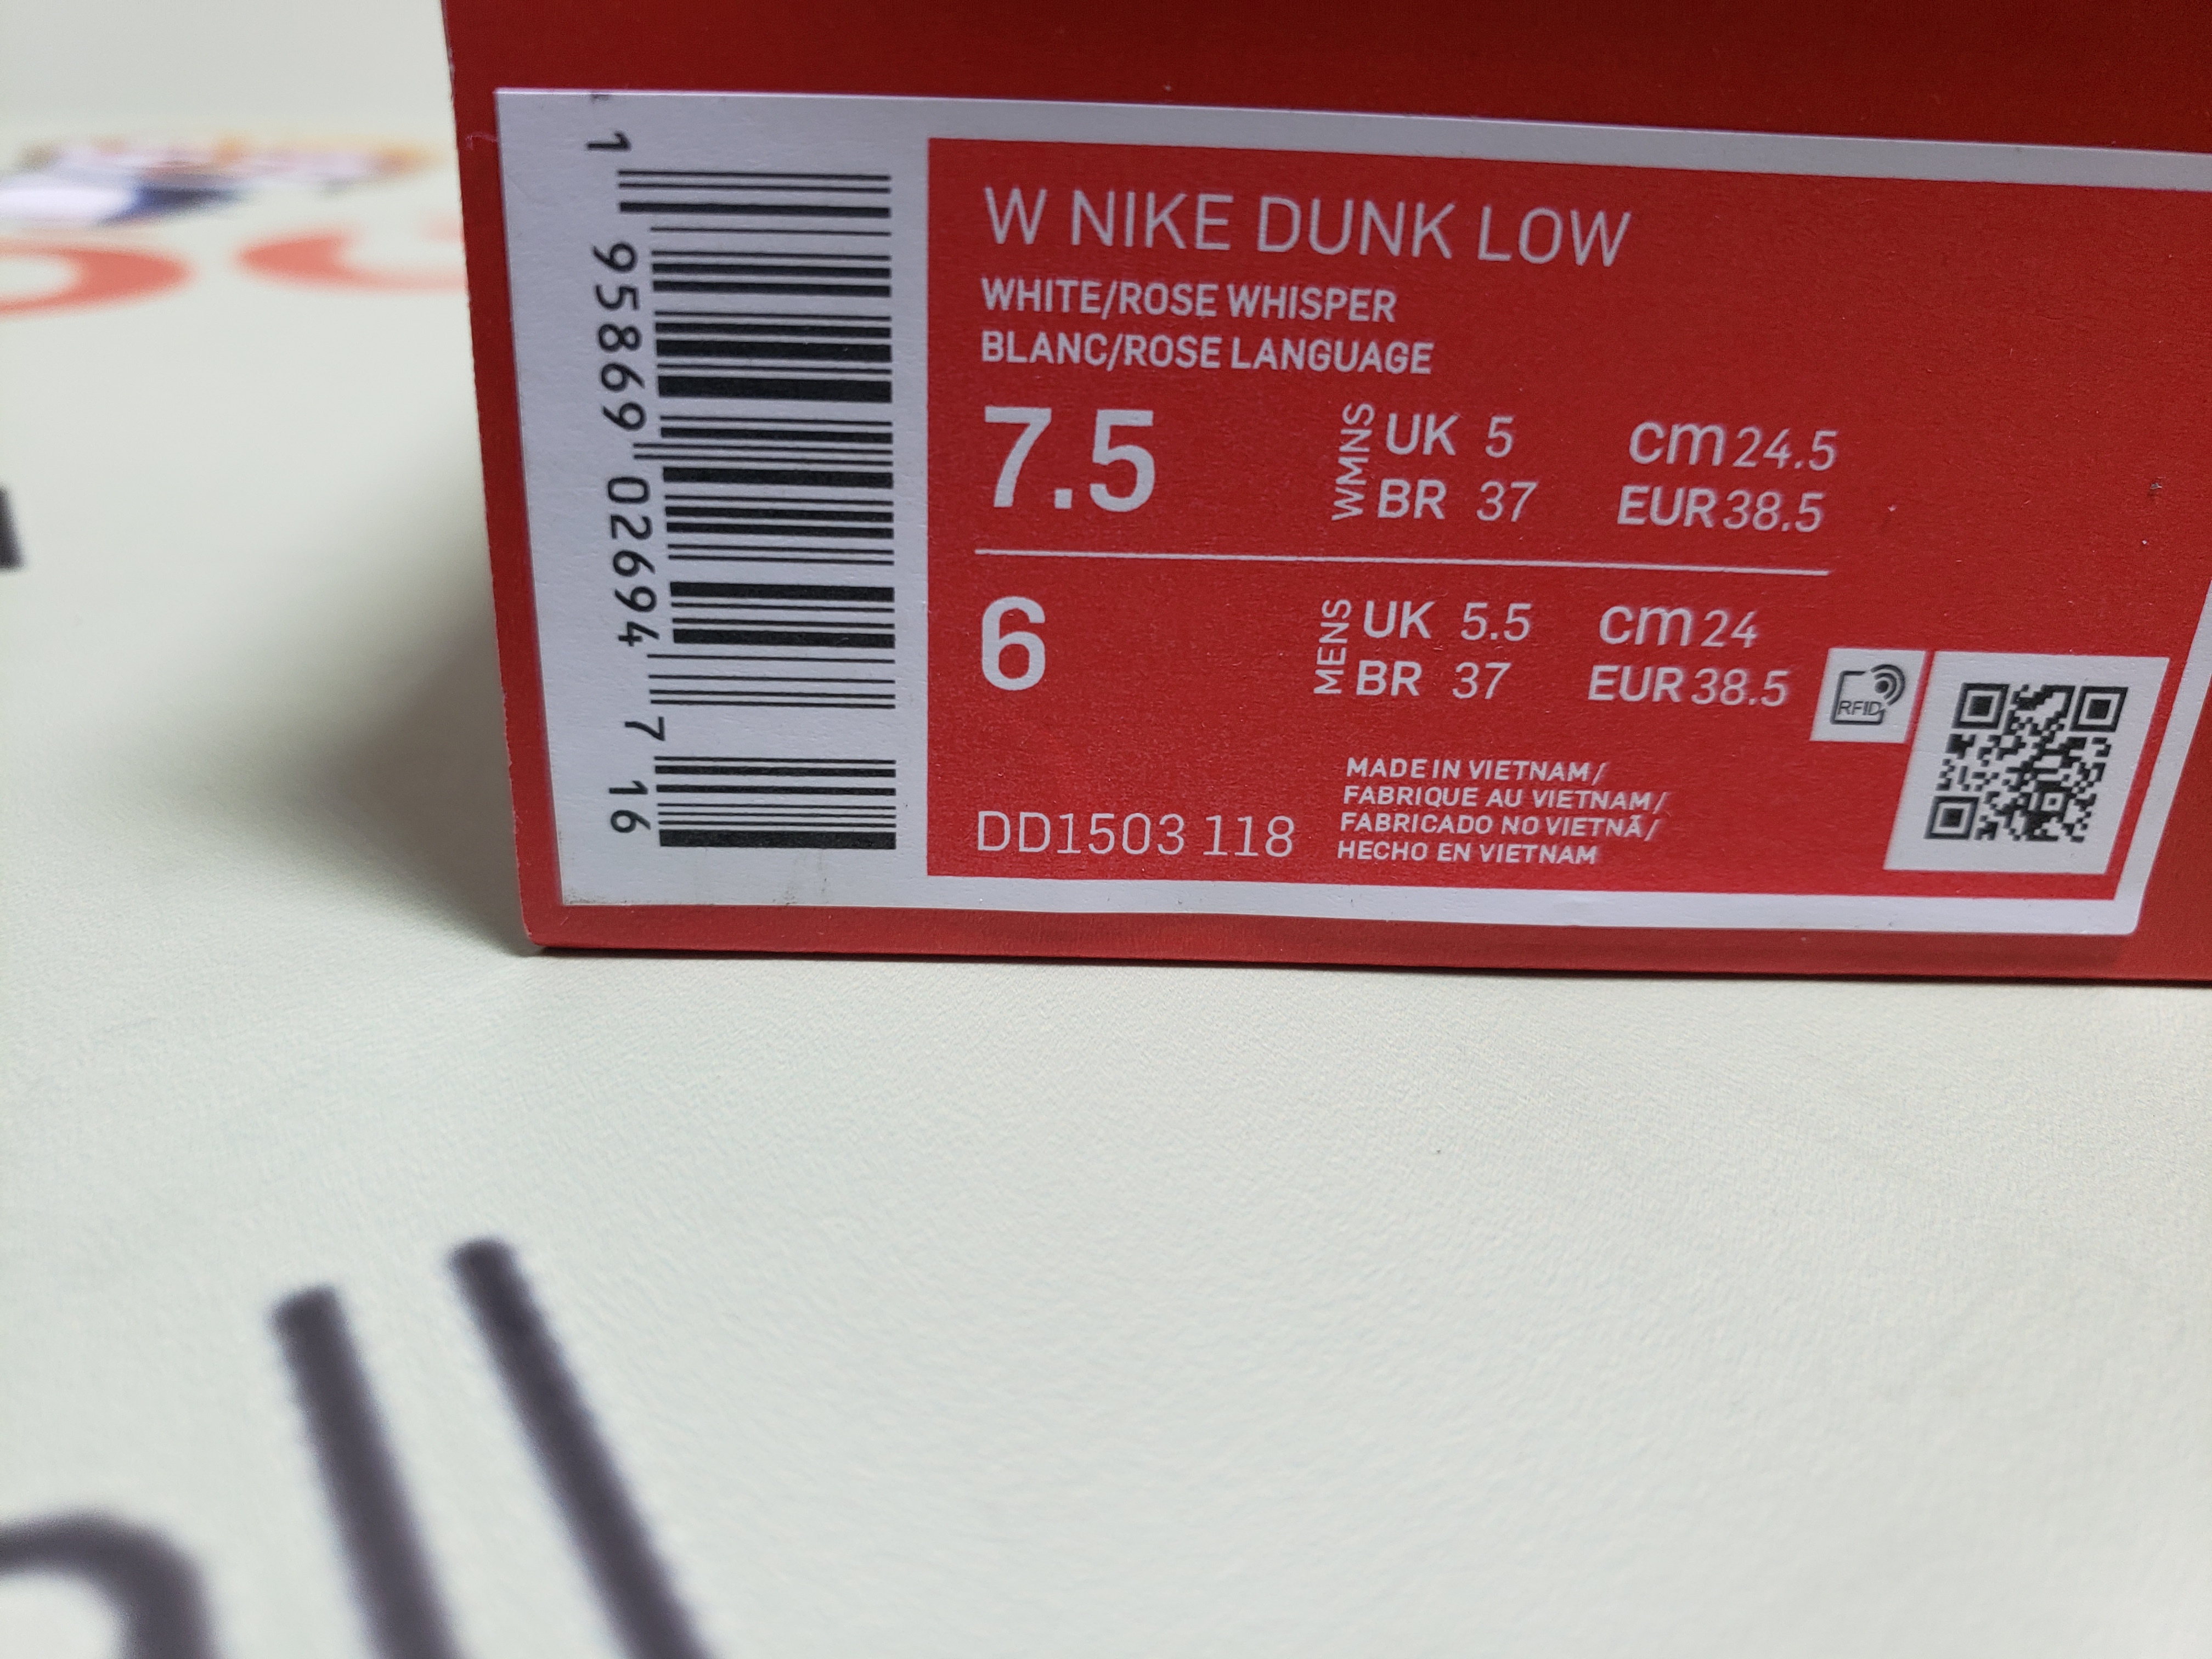 1 95869 02694 7 16
W NIKE DUNK LOW
WHITE/ROSE WHISPER
BLANC/ROSE LANGUAGE
7.5 WMNS UK 5 cm 24.5
BR 37 EUR 38.5
6 MENS UK 5.5 cm 24
BR 37 EUR 38.5
RFID
DD1503 118
MADE IN VIETNAM/
FABRIQUE AU VIETNAM/
FABRICADO NO VIETNÃ/
HECHO EN VIETNAM